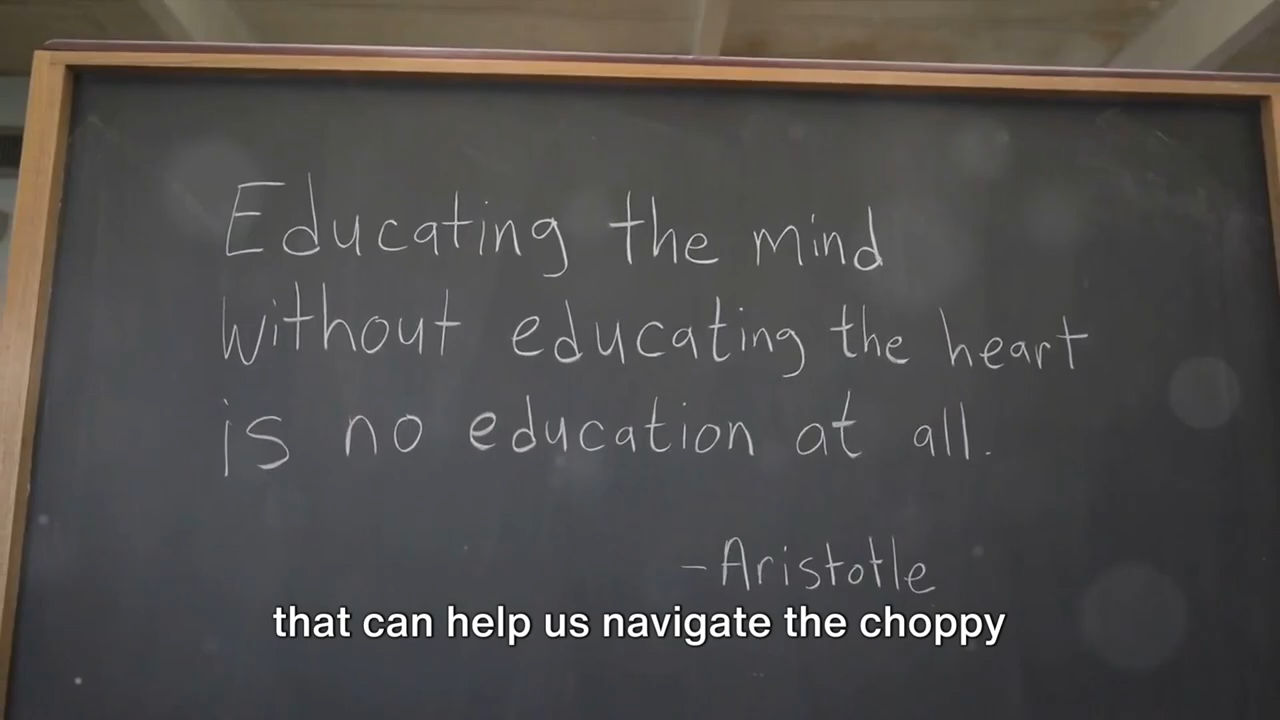 Educating the mind
without educating the heart
is no education at all.
-Aristotle
that can help us navigate the choppy